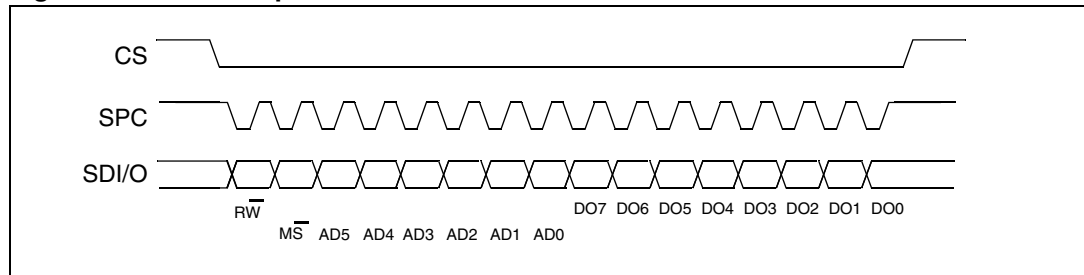 CS
SPC
SDI/O
RW̅
DO7 DO6 DO5 DO4 DO3 DO2 DO1 DO0
MS̅ AD5 AD4 AD3 AD2 AD1 AD0